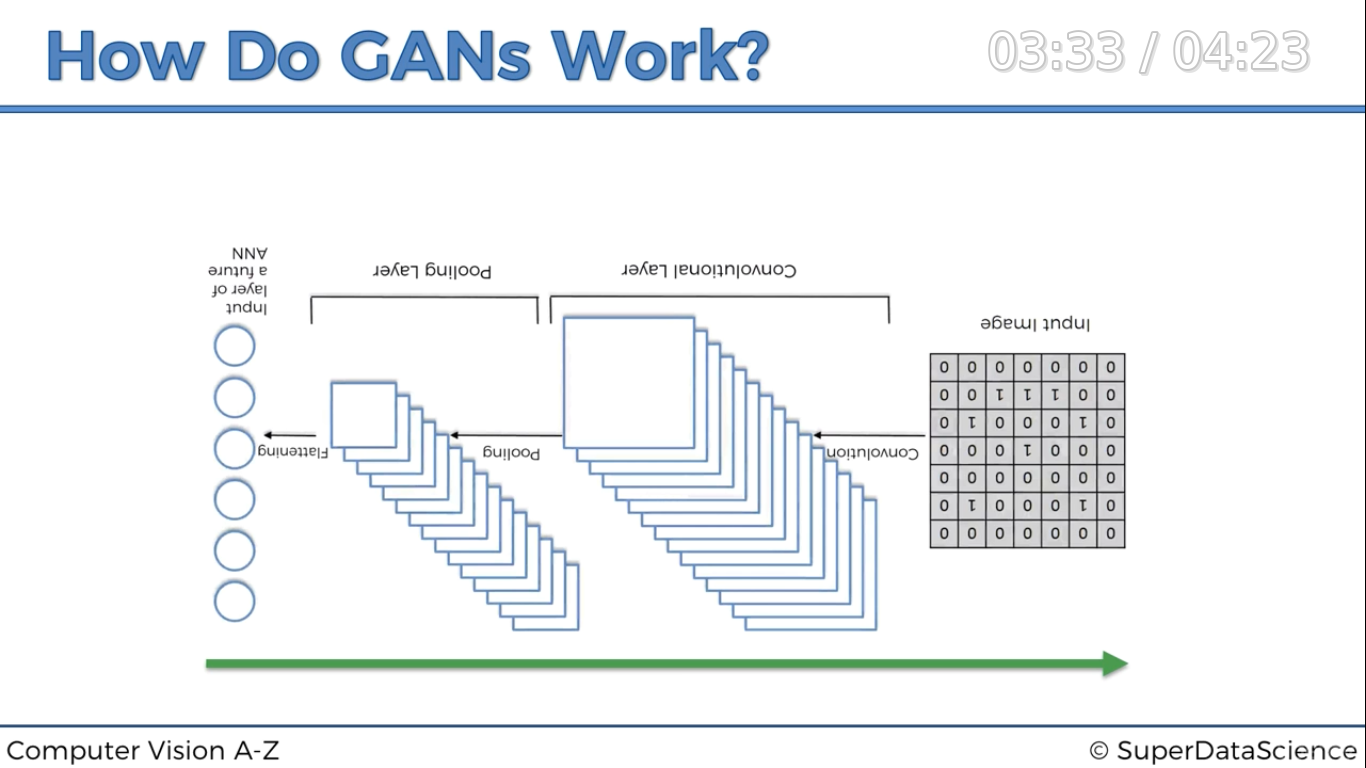 How Do GANs Work?
03:33 / 04:23
Input
layer of
a future
ANN
Pooling Layer
Convolutional Layer
Input Image
Flattening
Pooling
Convolution
0 0 0 0 0 0 0
0 0 1 1 1 0 0
0 1 0 0 0 1 0
0 0 0 1 0 0 0
0 0 0 0 0 0 0
0 1 0 0 0 1 0
0 0 0 0 0 0 0
Computer Vision A-Z
© SuperDataScience